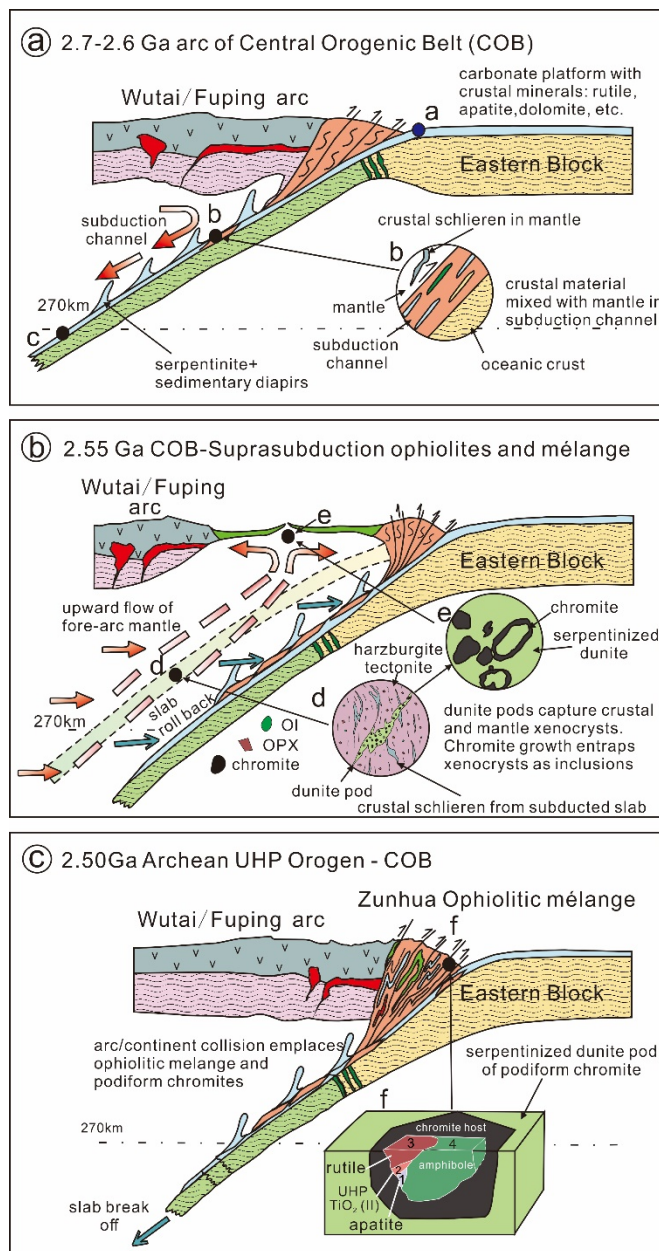 a 2.7-2.6 Ga arc of Central Orogenic Belt (COB)
carbonate platform with
crustal minerals: rutile,
apatite,dolomite, etc.
Wutai/Fuping arc
a
Eastern Block
crustal schlieren in mantle
subduction
channel
b
b
mantle
crustal material
mixed with mantle in
subduction channel
270km
c
subduction
channel
oceanic crust
serpentinite+
sedimentary diapirs
b 2.55 Ga COB-Suprasubduction ophiolites and mélange
Wutai/Fuping
arc
e
Eastern Block
upward flow of
fore-arc mantle
e
chromite
serpentinized
dunite
harzburgite
tectonite
d
d
270km
slab
roll back
OI
OPX
chromite
dunite pods capture crustal
and mantle xenocrysts.
Chromite growth entraps
xenocrysts as inclusions
dunite pod
crustal schlieren from subducted slab
c 2.50Ga Archean UHP Orogen - COB
Zunhua Ophiolitic mélange
Wutai/Fuping arc
f
Eastern Block
arc/continent collision emplaces
ophiolitic melange and
podiform chromites
serpentinized dunite pod
of podiform chromite
f
270km
chromite host
3
4
rutile
amphibole
2
1
UHP
TiO₂ (II)
apatite
slab break
off